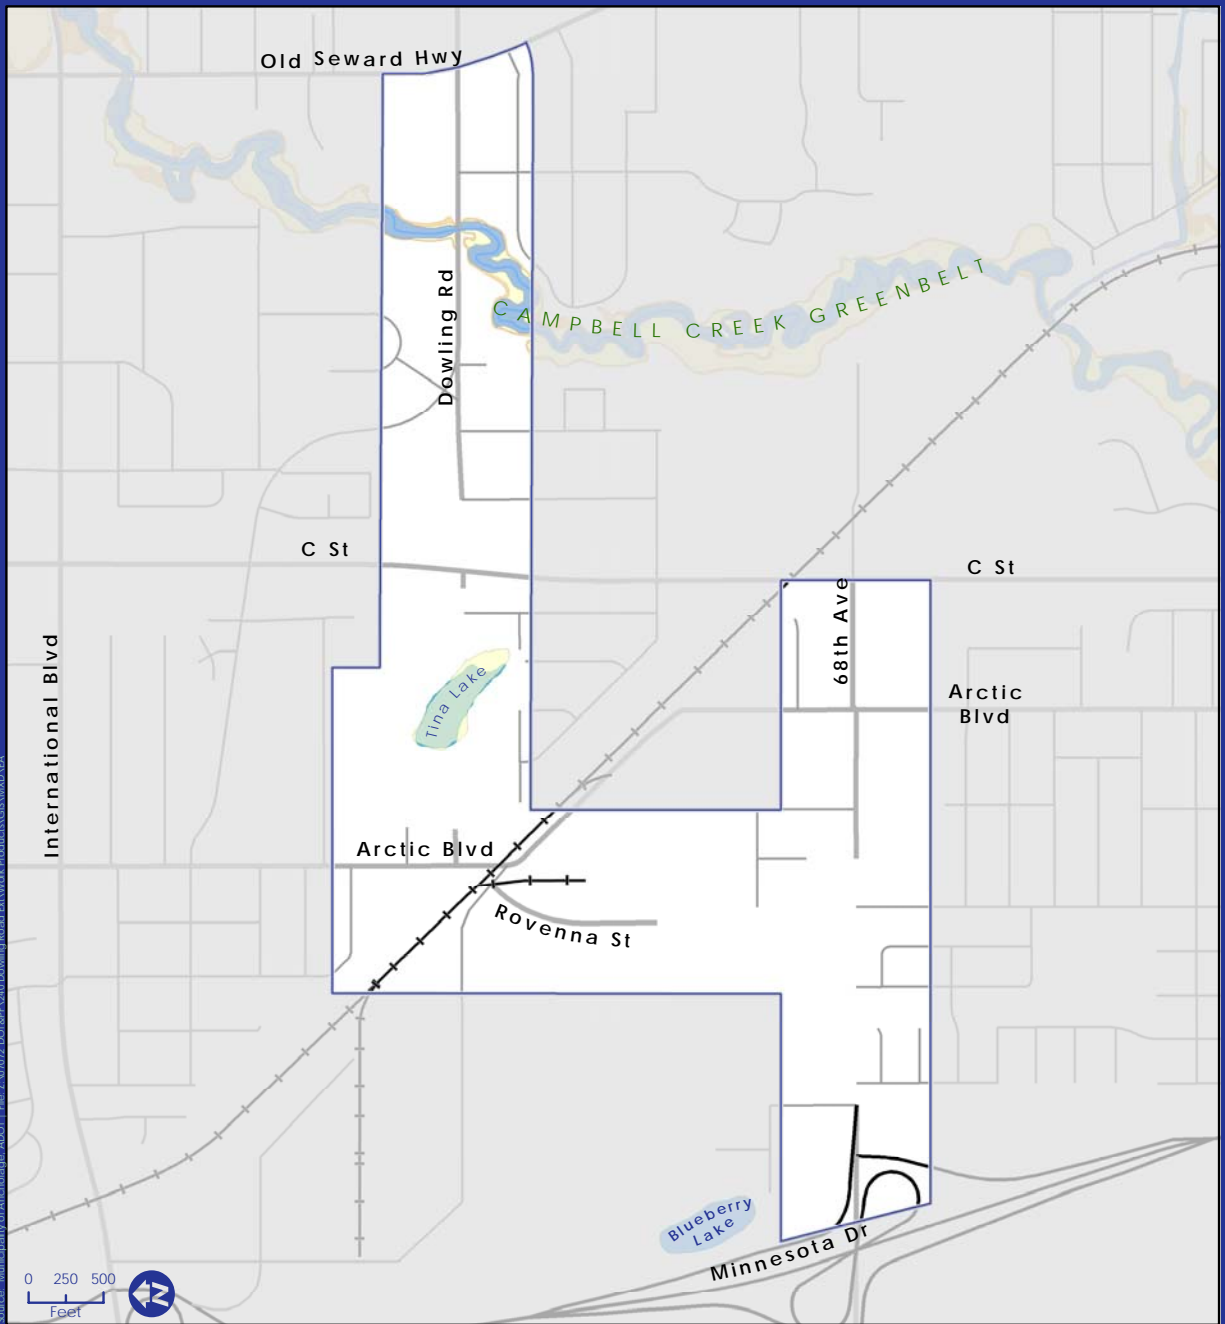 Old Seward Hwy
Dowling Rd
CAMPBELL CREEK GREENBELT
C St
C St
68th Ave
International Blvd
Tina Lake
Arctic
Blvd
Arctic Blvd
Rovenna St
Blueberry
Lake
Minnesota Dr
0 250 500
Feet
N